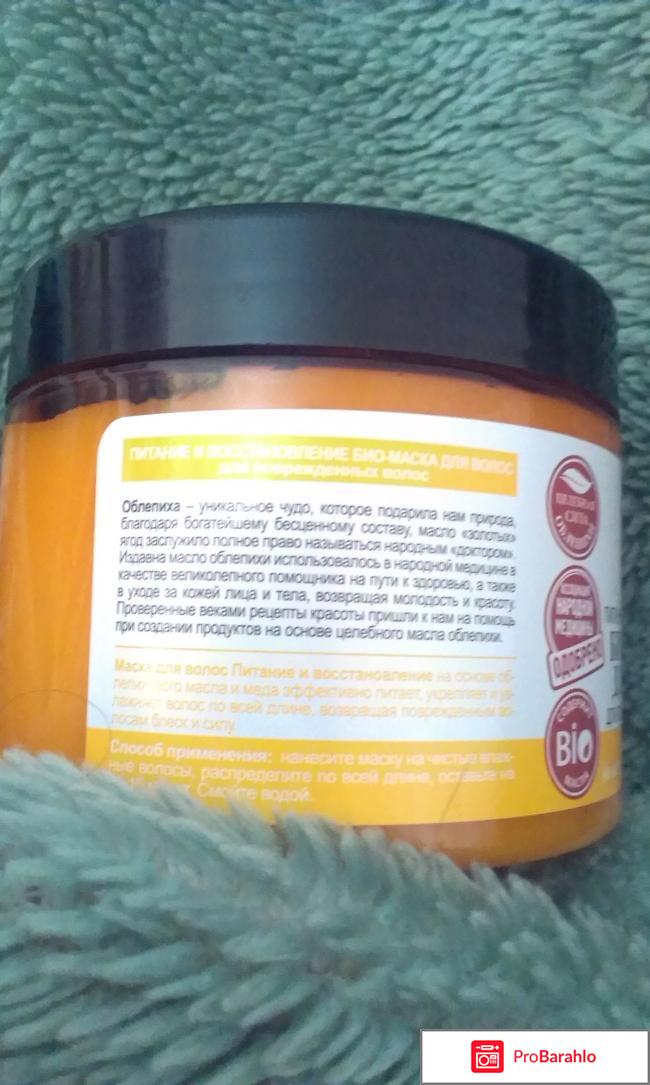 ПИТАНИЕ И ВОССТАНОВЛЕНИЕ БИО-МАСКА ДЛЯ ВОЛОС
для поврежденных волос
Облепиха – уникальное чудо, которое подарила нам природа,
благодаря богатейшему бесценному составу, масло «золотых»
ягод заслужило полное право называться народным «доктором».
Издавна масло облепихи использовалось в народной медицине в
качестве великолепного помощника на пути к здоровью, а также
в уходе за кожей лица и тела, возвращая молодость и красоту.
Проверенные веками рецепты красоты пришли к нам на помощь
при создании продуктов на основе целебного масла облепихи.
Маска для волос Питание и восстановление на основе об-
лепихового масла и меда эффективно питает, укрепляет и ув-
лажняет волос по всей длине, возвращая поврежденным во-
лосам блеск и силу
Способ применения: нанесите маску на чистые влаж-
ные волосы, распределите по всей длине, оставьте на
Смойте водой.
ЦЕЛЕБНАЯ
СИЛА
ОБЛЕПИХИ
НАРОДНОЙ
МЕДИЦИНЫ
ОДОБРЕНО
СОДЕРЖИТ
Bio
МАСЛА
ProBarahlo